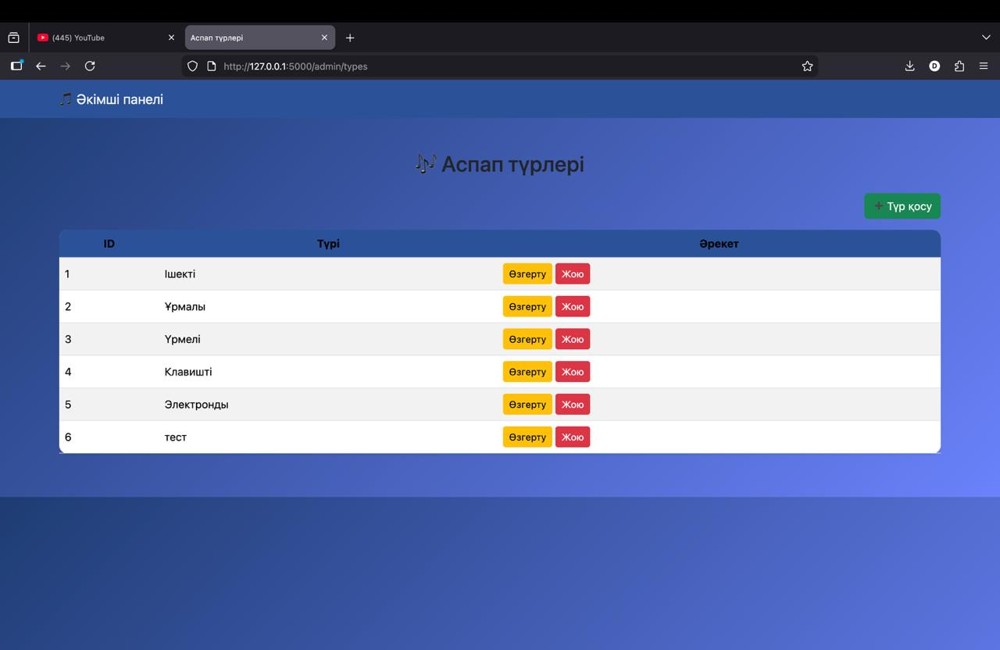 (445) YouTube
Аспап түрлері
http://127.0.0.1:5000/admin/types
D
🎵 Әкімші панелі
🎶 Аспап түрлері
➕ Түр қосу
ID Түрі Әрекет
1 Ішекті Өзгерту Жою
2 Ұрмалы Өзгерту Жою
3 Үрмелі Өзгерту Жою
4 Клавишті Өзгерту Жою
5 Электронды Өзгерту Жою
6 тест Өзгерту Жою